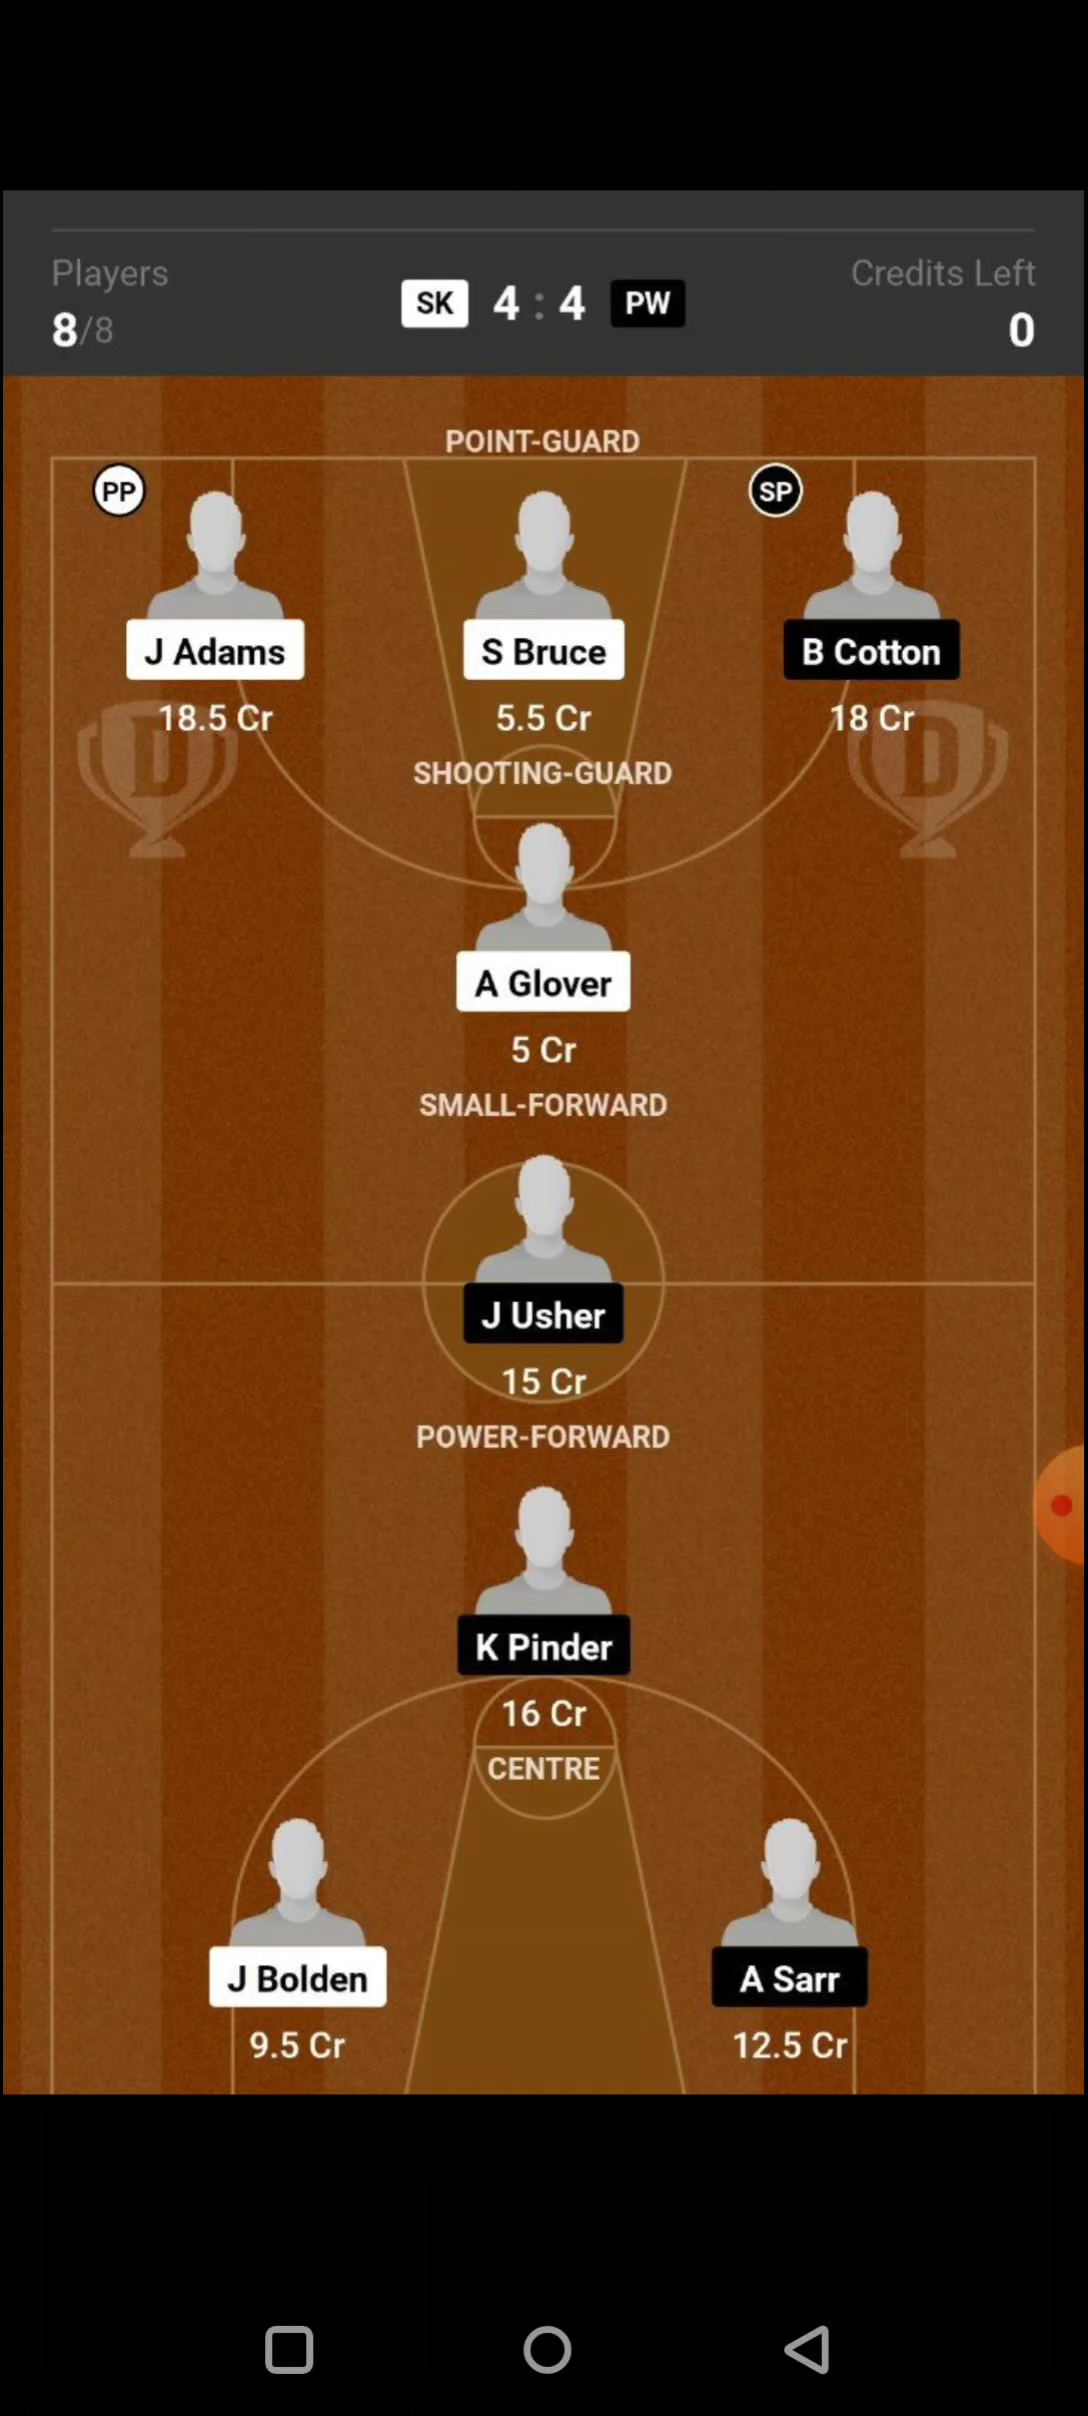 Players
Credits Left
8/8
SK 4 : 4 PW
0
POINT-GUARD
PP
SP
J Adams
S Bruce
B Cotton
18.5 Cr
5.5 Cr
18 Cr
D
D
SHOOTING-GUARD
A Glover
5 Cr
SMALL-FORWARD
J Usher
15 Cr
POWER-FORWARD
K Pinder
16 Cr
CENTRE
J Bolden
A Sarr
9.5 Cr
12.5 Cr